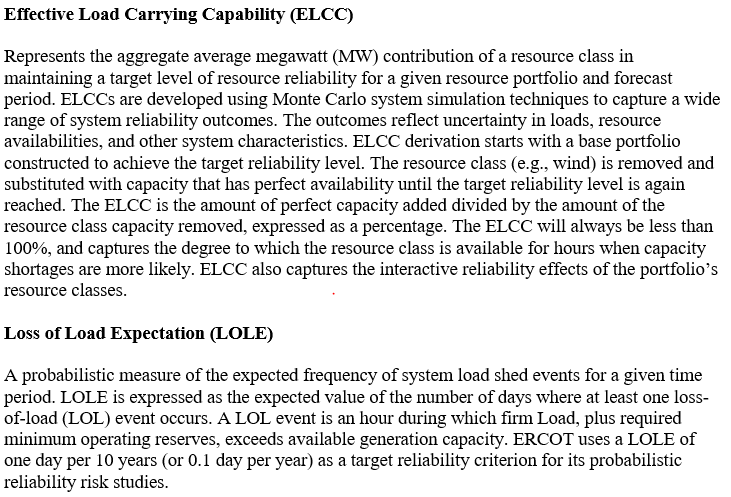 Effective Load Carrying Capability (ELCC)
Represents the aggregate average megawatt (MW) contribution of a resource class in
maintaining a target level of resource reliability for a given resource portfolio and forecast
period. ELCCs are developed using Monte Carlo system simulation techniques to capture a wide
range of system reliability outcomes. The outcomes reflect uncertainty in loads, resource
availabilities, and other system characteristics. ELCC derivation starts with a base portfolio
constructed to achieve the target reliability level. The resource class (e.g., wind) is removed and
substituted with capacity that has perfect availability until the target reliability level is again
reached. The ELCC is the amount of perfect capacity added divided by the amount of the
resource class capacity removed, expressed as a percentage. The ELCC will always be less than
100%, and captures the degree to which the resource class is available for hours when capacity
shortages are more likely. ELCC also captures the interactive reliability effects of the portfolio’s
resource classes.
Loss of Load Expectation (LOLE)
A probabilistic measure of the expected frequency of system load shed events for a given time
period. LOLE is expressed as the expected value of the number of days where at least one loss-
of-load (LOL) event occurs. A LOL event is an hour during which firm Load, plus required
minimum operating reserves, exceeds available generation capacity. ERCOT uses a LOLE of
one day per 10 years (or 0.1 day per year) as a target reliability criterion for its probabilistic
reliability risk studies.